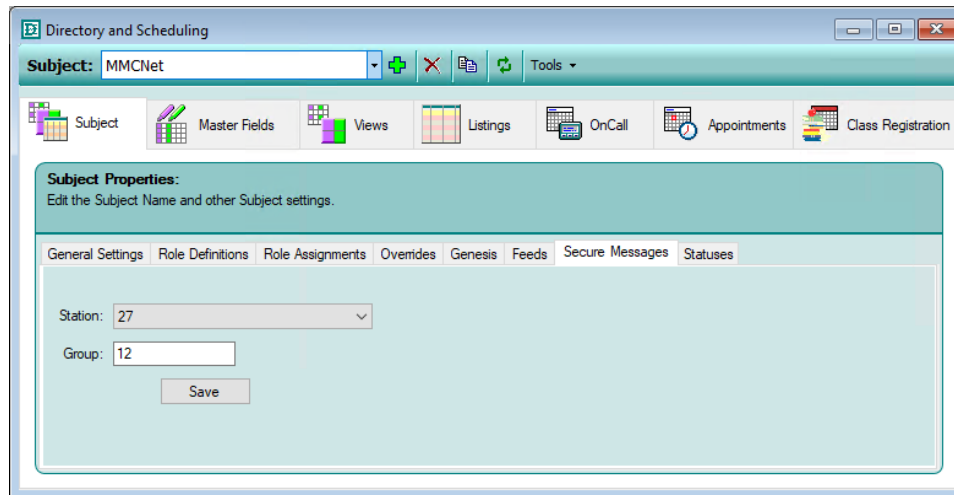 Directory and Scheduling
Subject: MMCNet Tools
Subject Master Fields Views Listings OnCall Appointments Class Registration
Subject Properties:
Edit the Subject Name and other Subject settings.
General Settings Role Definitions Role Assignments Overrides Genesis Feeds Secure Messages Statuses
Station: 27
Group: 12
Save